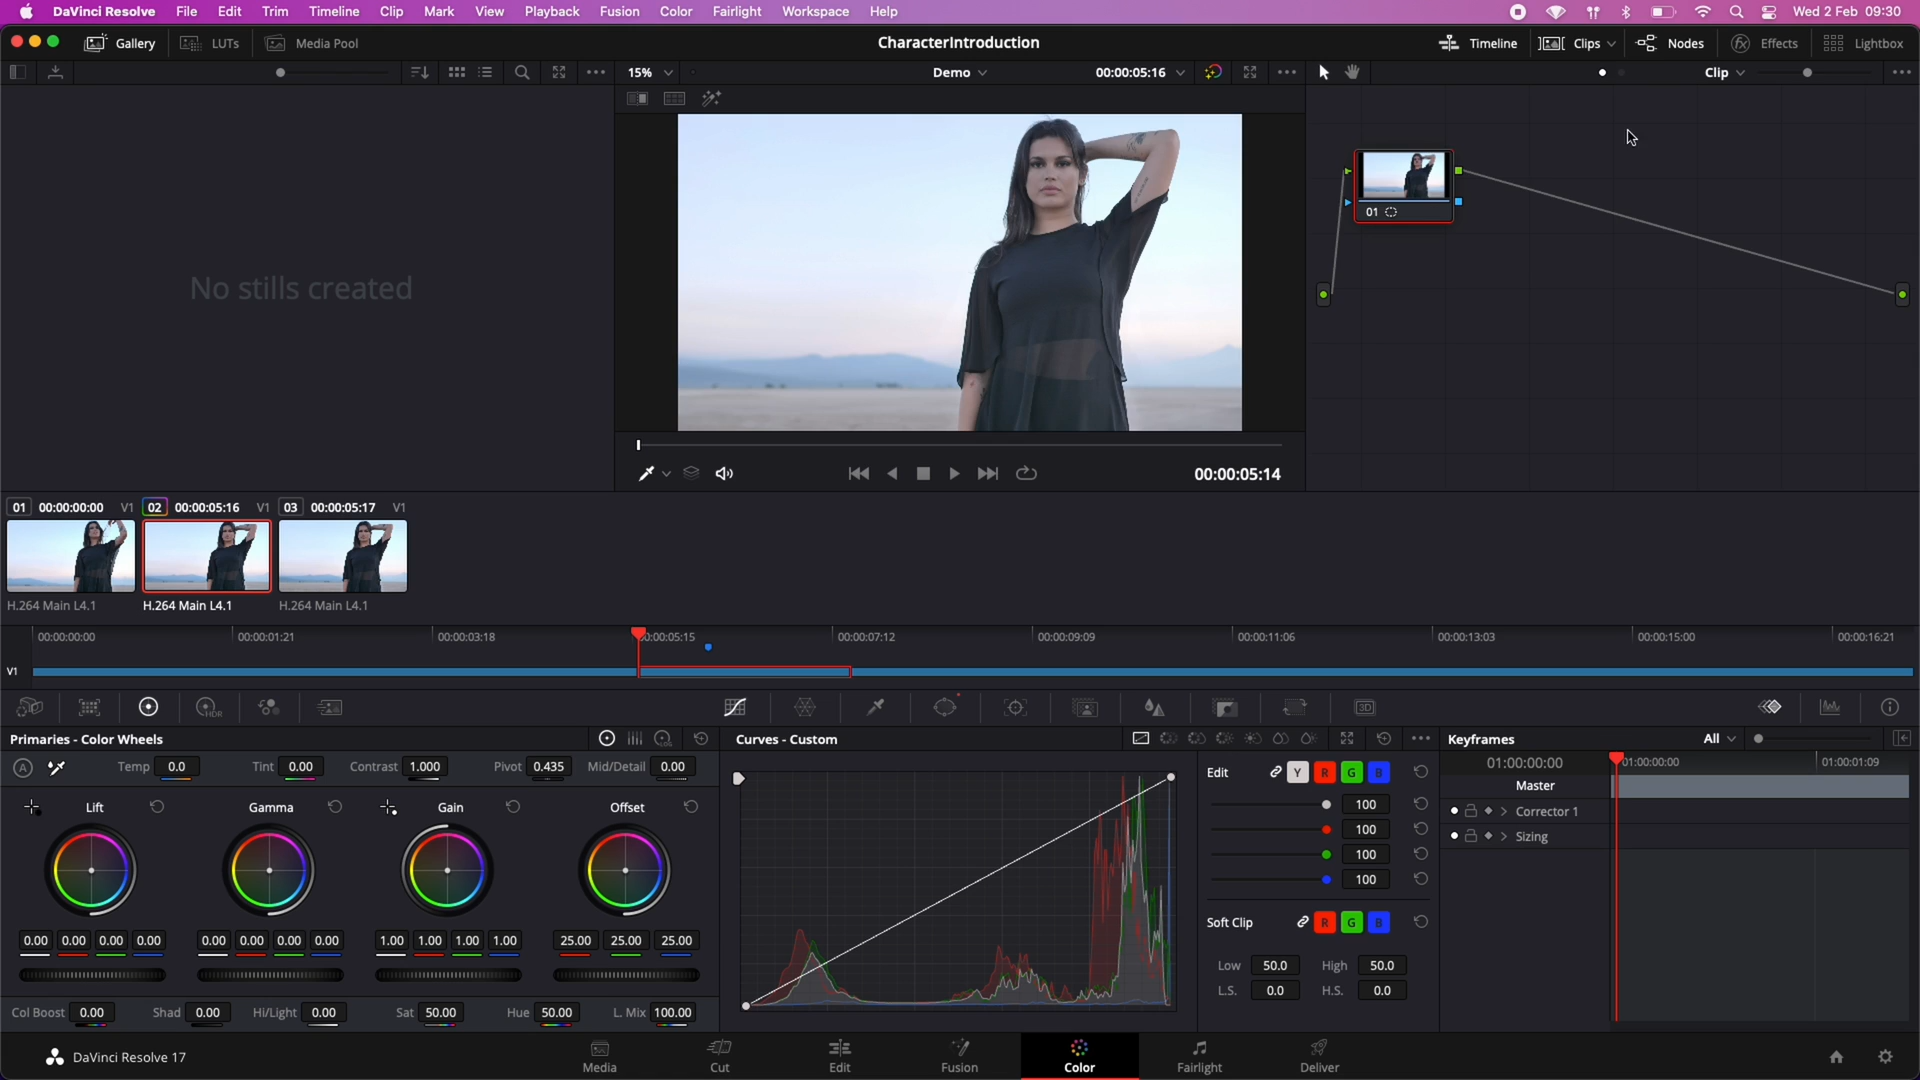 DaVinci Resolve File Edit Trim Timeline Clip Mark View Playback Fusion Color Fairlight Workspace Help Wed 2 Feb 09:30
Gallery LUTs Media Pool CharacterIntroduction Timeline Clips Nodes Effects Lightbox
15% Demo 00:00:05:16 Clip
No stills created
01
00:00:05:14
01 00:00:00:00 V1 02 00:00:05:16 V1 03 00:00:05:17 V1
H.264 Main L4.1 H.264 Main L4.1 H.264 Main L4.1
00:00:00:00 00:00:01:21 00:00:03:18 00:00:05:15 00:00:07:12 00:00:09:09 00:00:11:06 00:00:13:03 00:00:15:00 00:00:16:21
V1
HDR 3D
Primaries - Color Wheels Curves - Custom Keyframes All
A Temp 0.0 Tint 0.00 Contrast 1.000 Pivot 0.435 Mid/Detail 0.00
Lift Gamma Gain Offset
0.00 0.00 0.00 0.00 0.00 0.00 0.00 0.00 1.00 1.00 1.00 1.00 25.00 25.00 25.00
Col Boost 0.00 Shad 0.00 Hi/Light 0.00 Sat 50.00 Hue 50.00 L. Mix 100.00
Edit Y R G B
100
100
100
100
Soft Clip R G B
Low 50.0 High 50.0
L.S. 0.0 H.S. 0.0
01:00:00:00 01:00:00:00 01:00:01:09
Master
Corrector 1
Sizing
DaVinci Resolve 17 Media Cut Edit Fusion Color Fairlight Deliver